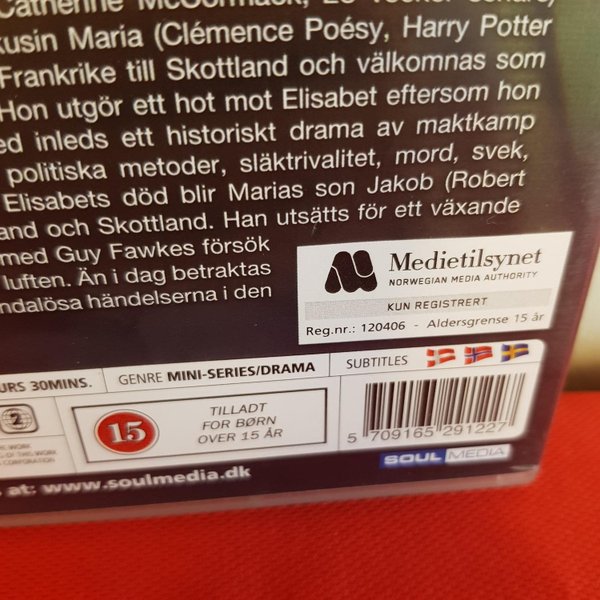 Catherine McCormack, 28
kusin Maria (Clémence Poésy, Harry Potter
Frankrike till Skottland och välkomnas som
Hon utgör ett hot mot Elisabet eftersom hon
ed inleds ett historiskt drama av maktkamp
politiska metoder, släktrivalitet, mord, svek,
Elisabets död blir Marias son Jakob (Robert
and och Skottland. Han utsätts för ett växande
med Guy Fawkes försök
luften. Än i dag betraktas
ndalösa händelserna i den
Medietilsynet
NORWEGIAN MEDIA AUTHORITY
KUN REGISTRERT
Reg.nr.: 120406 - Aldersgrense 15 år
URS 30MINS.
GENRE MINI-SERIES/DRAMA
SUBTITLES
2
15
TILLADT
FOR BØRN
OVER 15 ÅR
5 709165 291227
SOUL MEDIA
at: www.soulmedia.dk